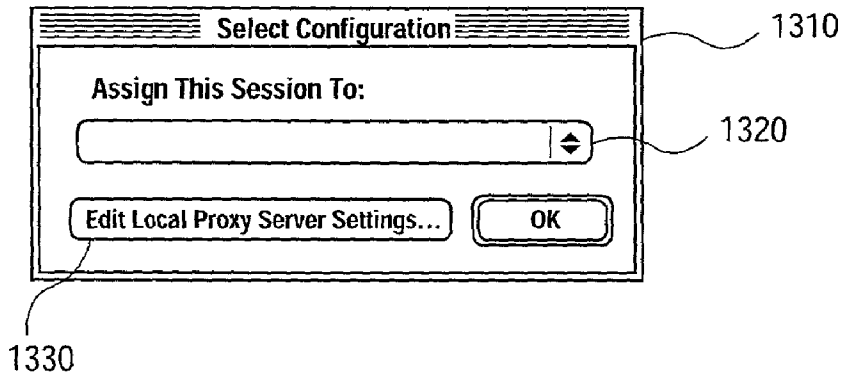 Select Configuration
1310
Assign This Session To:
1320
Edit Local Proxy Server Settings...
OK
1330